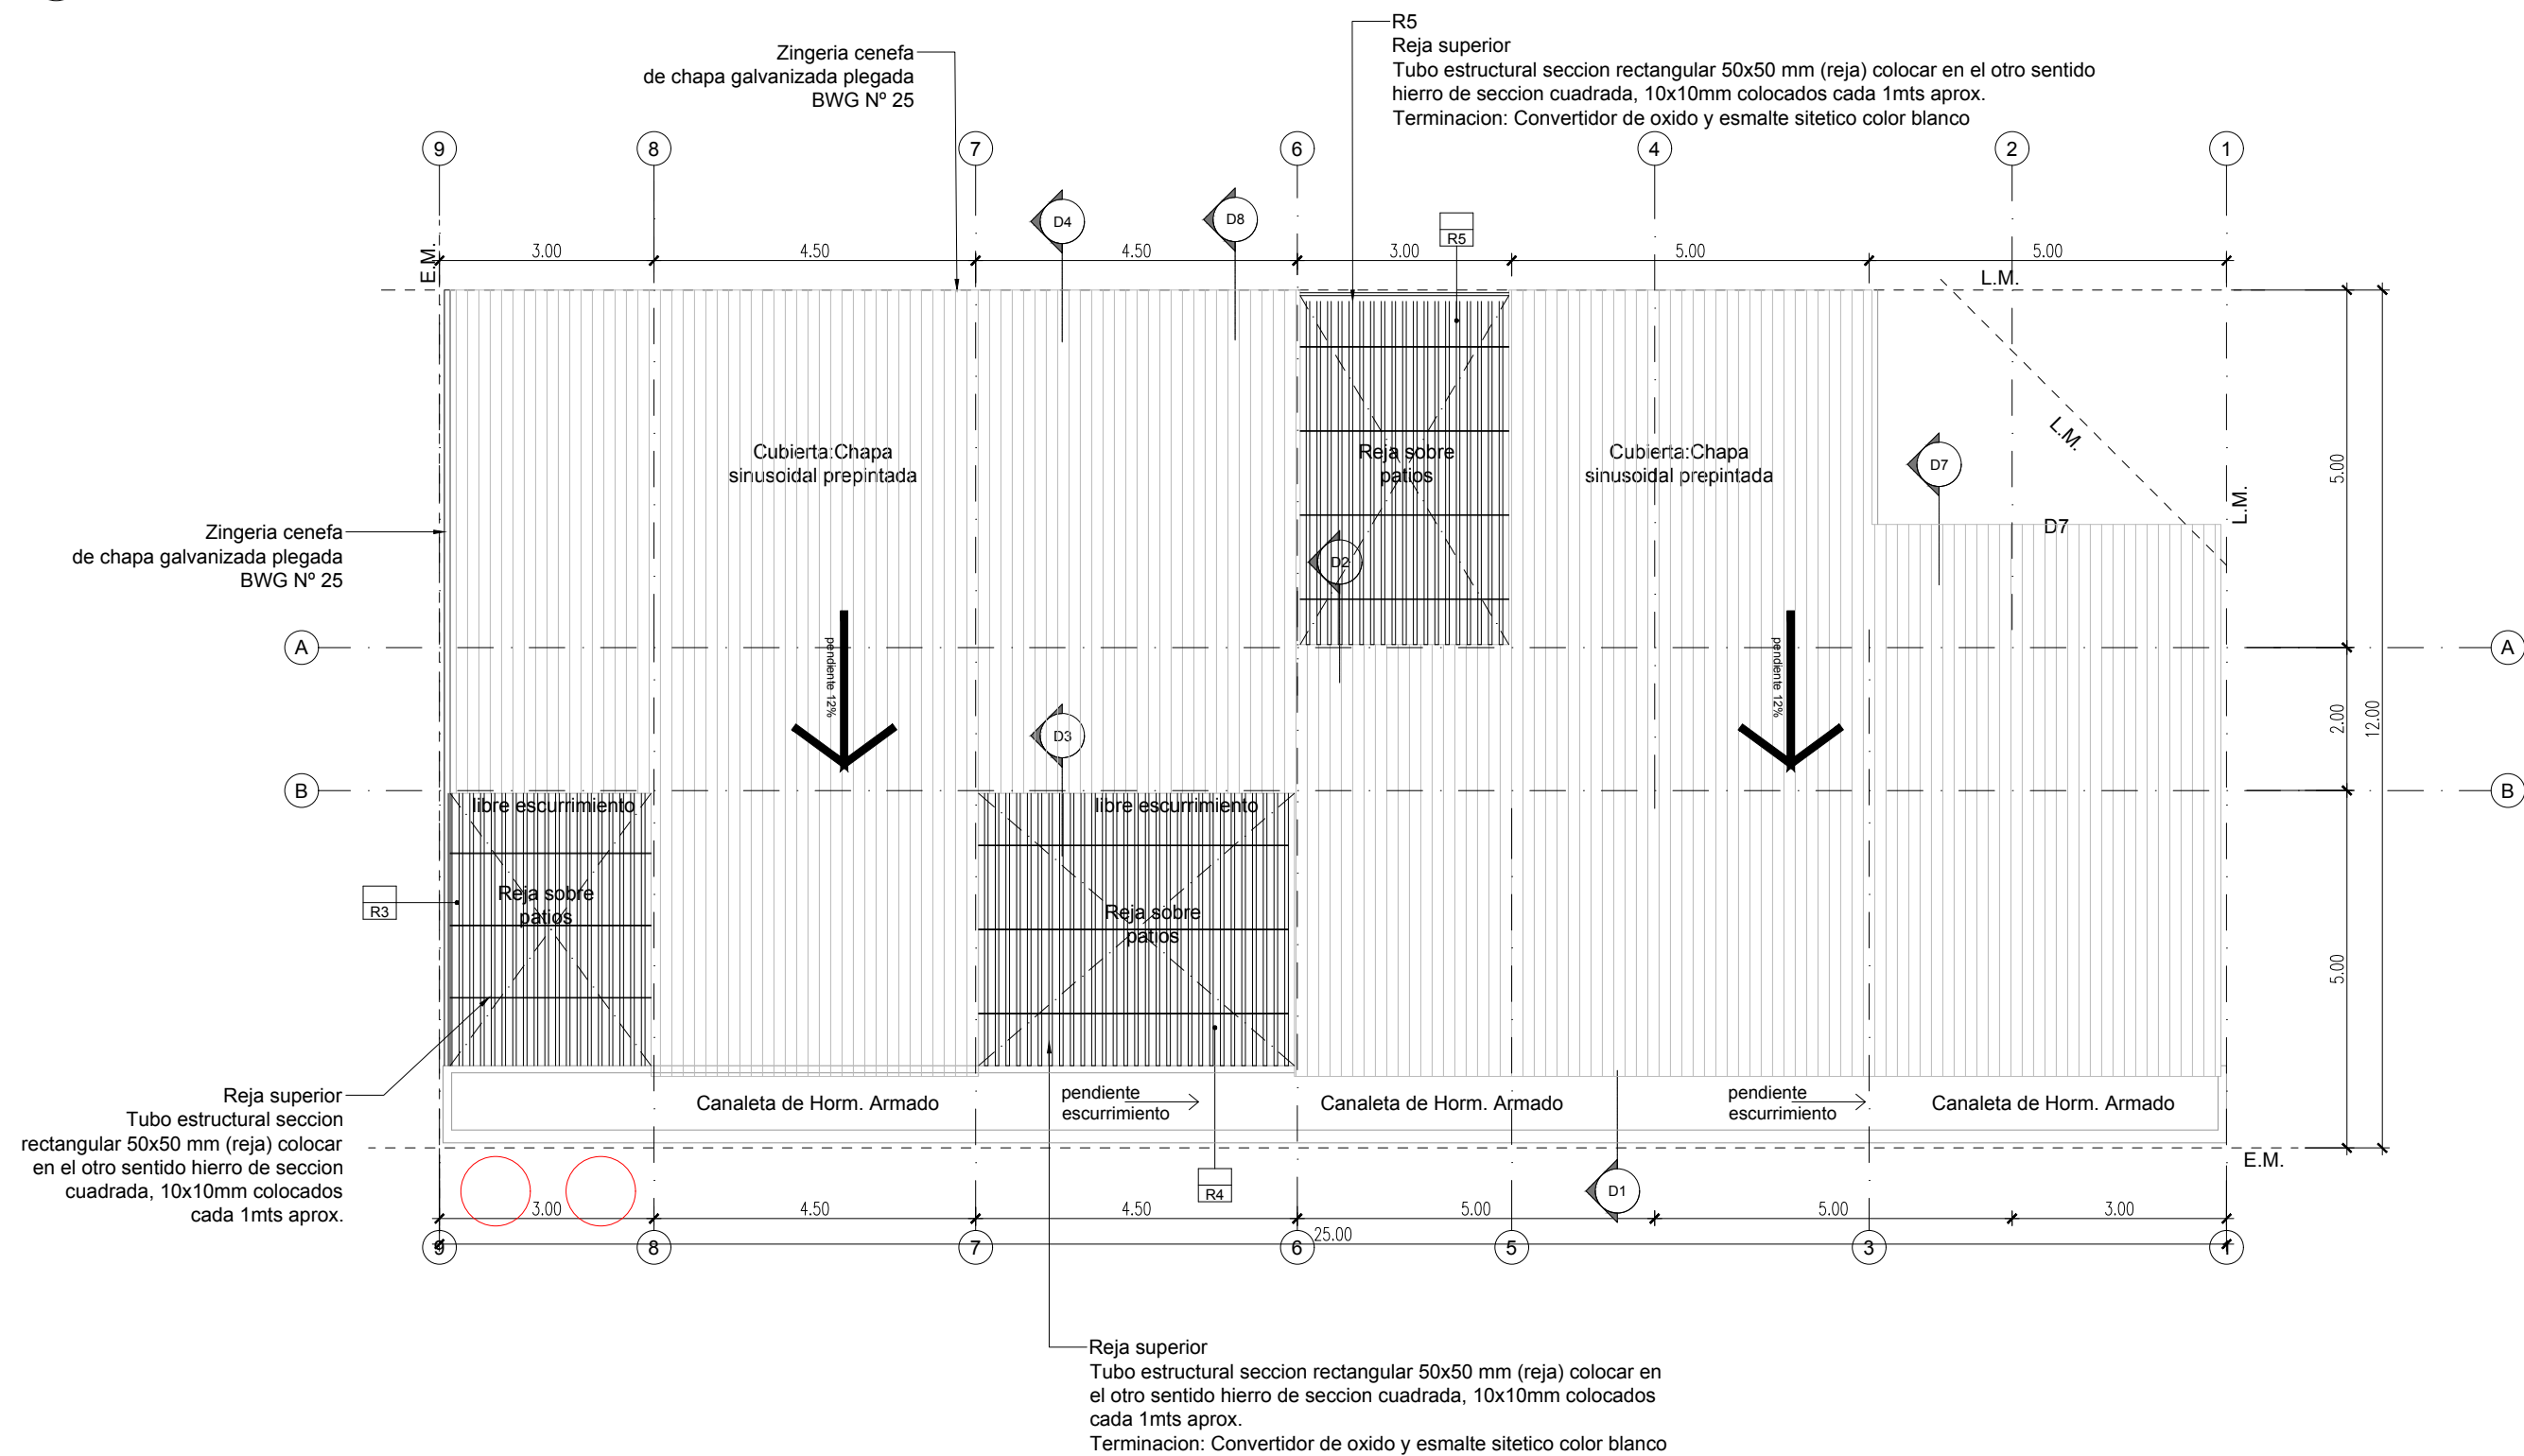 R5
Reja superior
Tubo estructural seccion rectangular 50x50 mm (reja) colocar en el otro sentido
hierro de seccion cuadrada, 10x10mm colocados cada 1mts aprox.
Terminacion: Convertidor de oxido y esmalte sitetico color blanco
Zingeria cenefa
de chapa galvanizada plegada
BWG Nº 25
9
8
7
6
4
2
1
D4
D8
R5
E.M.
3.00
4.50
4.50
3.00
5.00
5.00
L.M.
L.M.
L.M.
Cubierta:Chapa
sinusoidal prepintada
Reja sobre
patios
Cubierta:Chapa
sinusoidal prepintada
D7
D7
5.00
Zingeria cenefa
de chapa galvanizada plegada
BWG Nº 25
D2
A
A
pendiente 12%
pendiente 12%
D3
2.00
12.00
B
B
libre escurrimiento
libre escurrimiento
R3
Reja sobre
patios
Reja sobre
patios
5.00
Reja superior
Tubo estructural seccion
rectangular 50x50 mm (reja) colocar
en el otro sentido hierro de seccion
cuadrada, 10x10mm colocados
cada 1mts aprox.
Canaleta de Horm. Armado
pendiente
escurrimiento
Canaleta de Horm. Armado
pendiente
escurrimiento
Canaleta de Horm. Armado
E.M.
R4
D1
3.00
4.50
4.50
5.00
5.00
3.00
25.00
9
8
7
6
5
3
1
Reja superior
Tubo estructural seccion rectangular 50x50 mm (reja) colocar en
el otro sentido hierro de seccion cuadrada, 10x10mm colocados
cada 1mts aprox.
Terminacion: Convertidor de oxido y esmalte sitetico color blanco